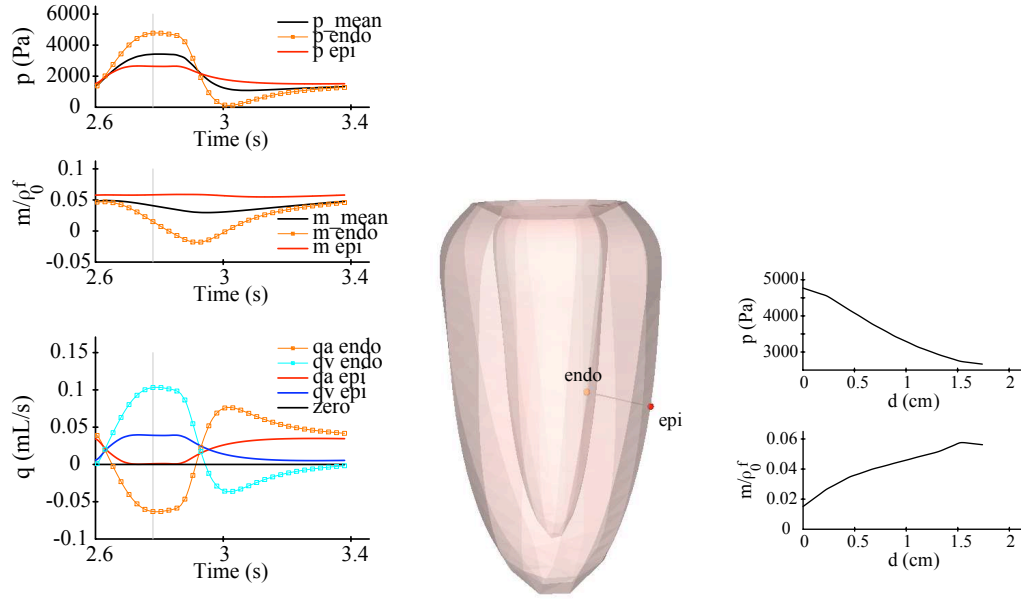 p_mean
p endo
p epi
6000
4000
2000
0
p (Pa)
2.6
3
3.4
Time (s)
0.1
0.05
0
-0.05
m/ρ₀ᶠ
m_mean
m endo
m epi
2.6
3
3.4
Time (s)
qa endo
qv endo
qa epi
qv epi
zero
0.15
0.1
0.05
0
-0.05
-0.1
q (mL/s)
2.6
3
3.4
Time (s)
endo
epi
5000
4000
3000
p (Pa)
0
0.5
1
1.5
2
d (cm)
0.06
0.04
0.02
0
m/ρ₀ᶠ
0
0.5
1
1.5
2
d (cm)